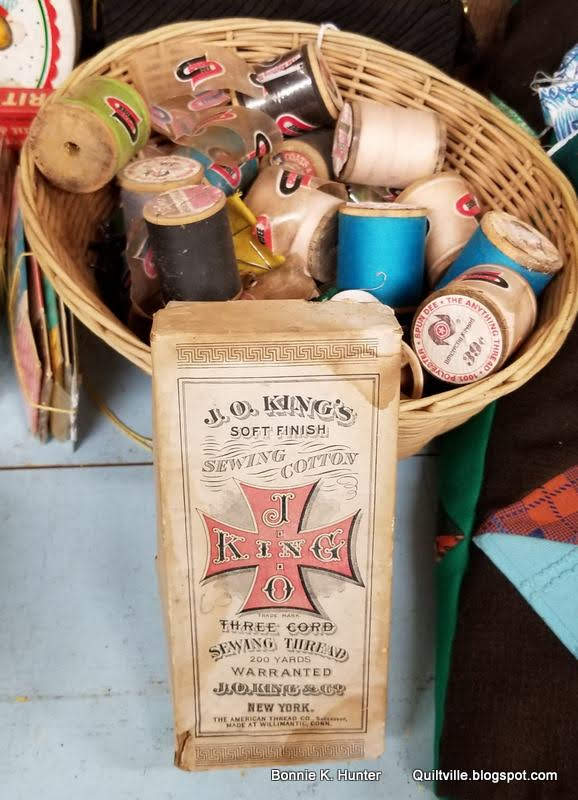 RIT
SPUN DEE • THE ANYTHING THREAD • 100% POLYESTER
39¢
COATS
J. O. KING'S
SOFT FINISH
SEWING COTTON
J
KING
O
TRADE MARK
THREE CORD
SEWING THREAD
200 YARDS
WARRANTED
J.O. KING & CO.
NEW YORK.
THE AMERICAN THREAD CO. Successor,
MADE AT WILLIMANTIC, CONN.
Bonnie K. Hunter Quiltville.blogspot.com